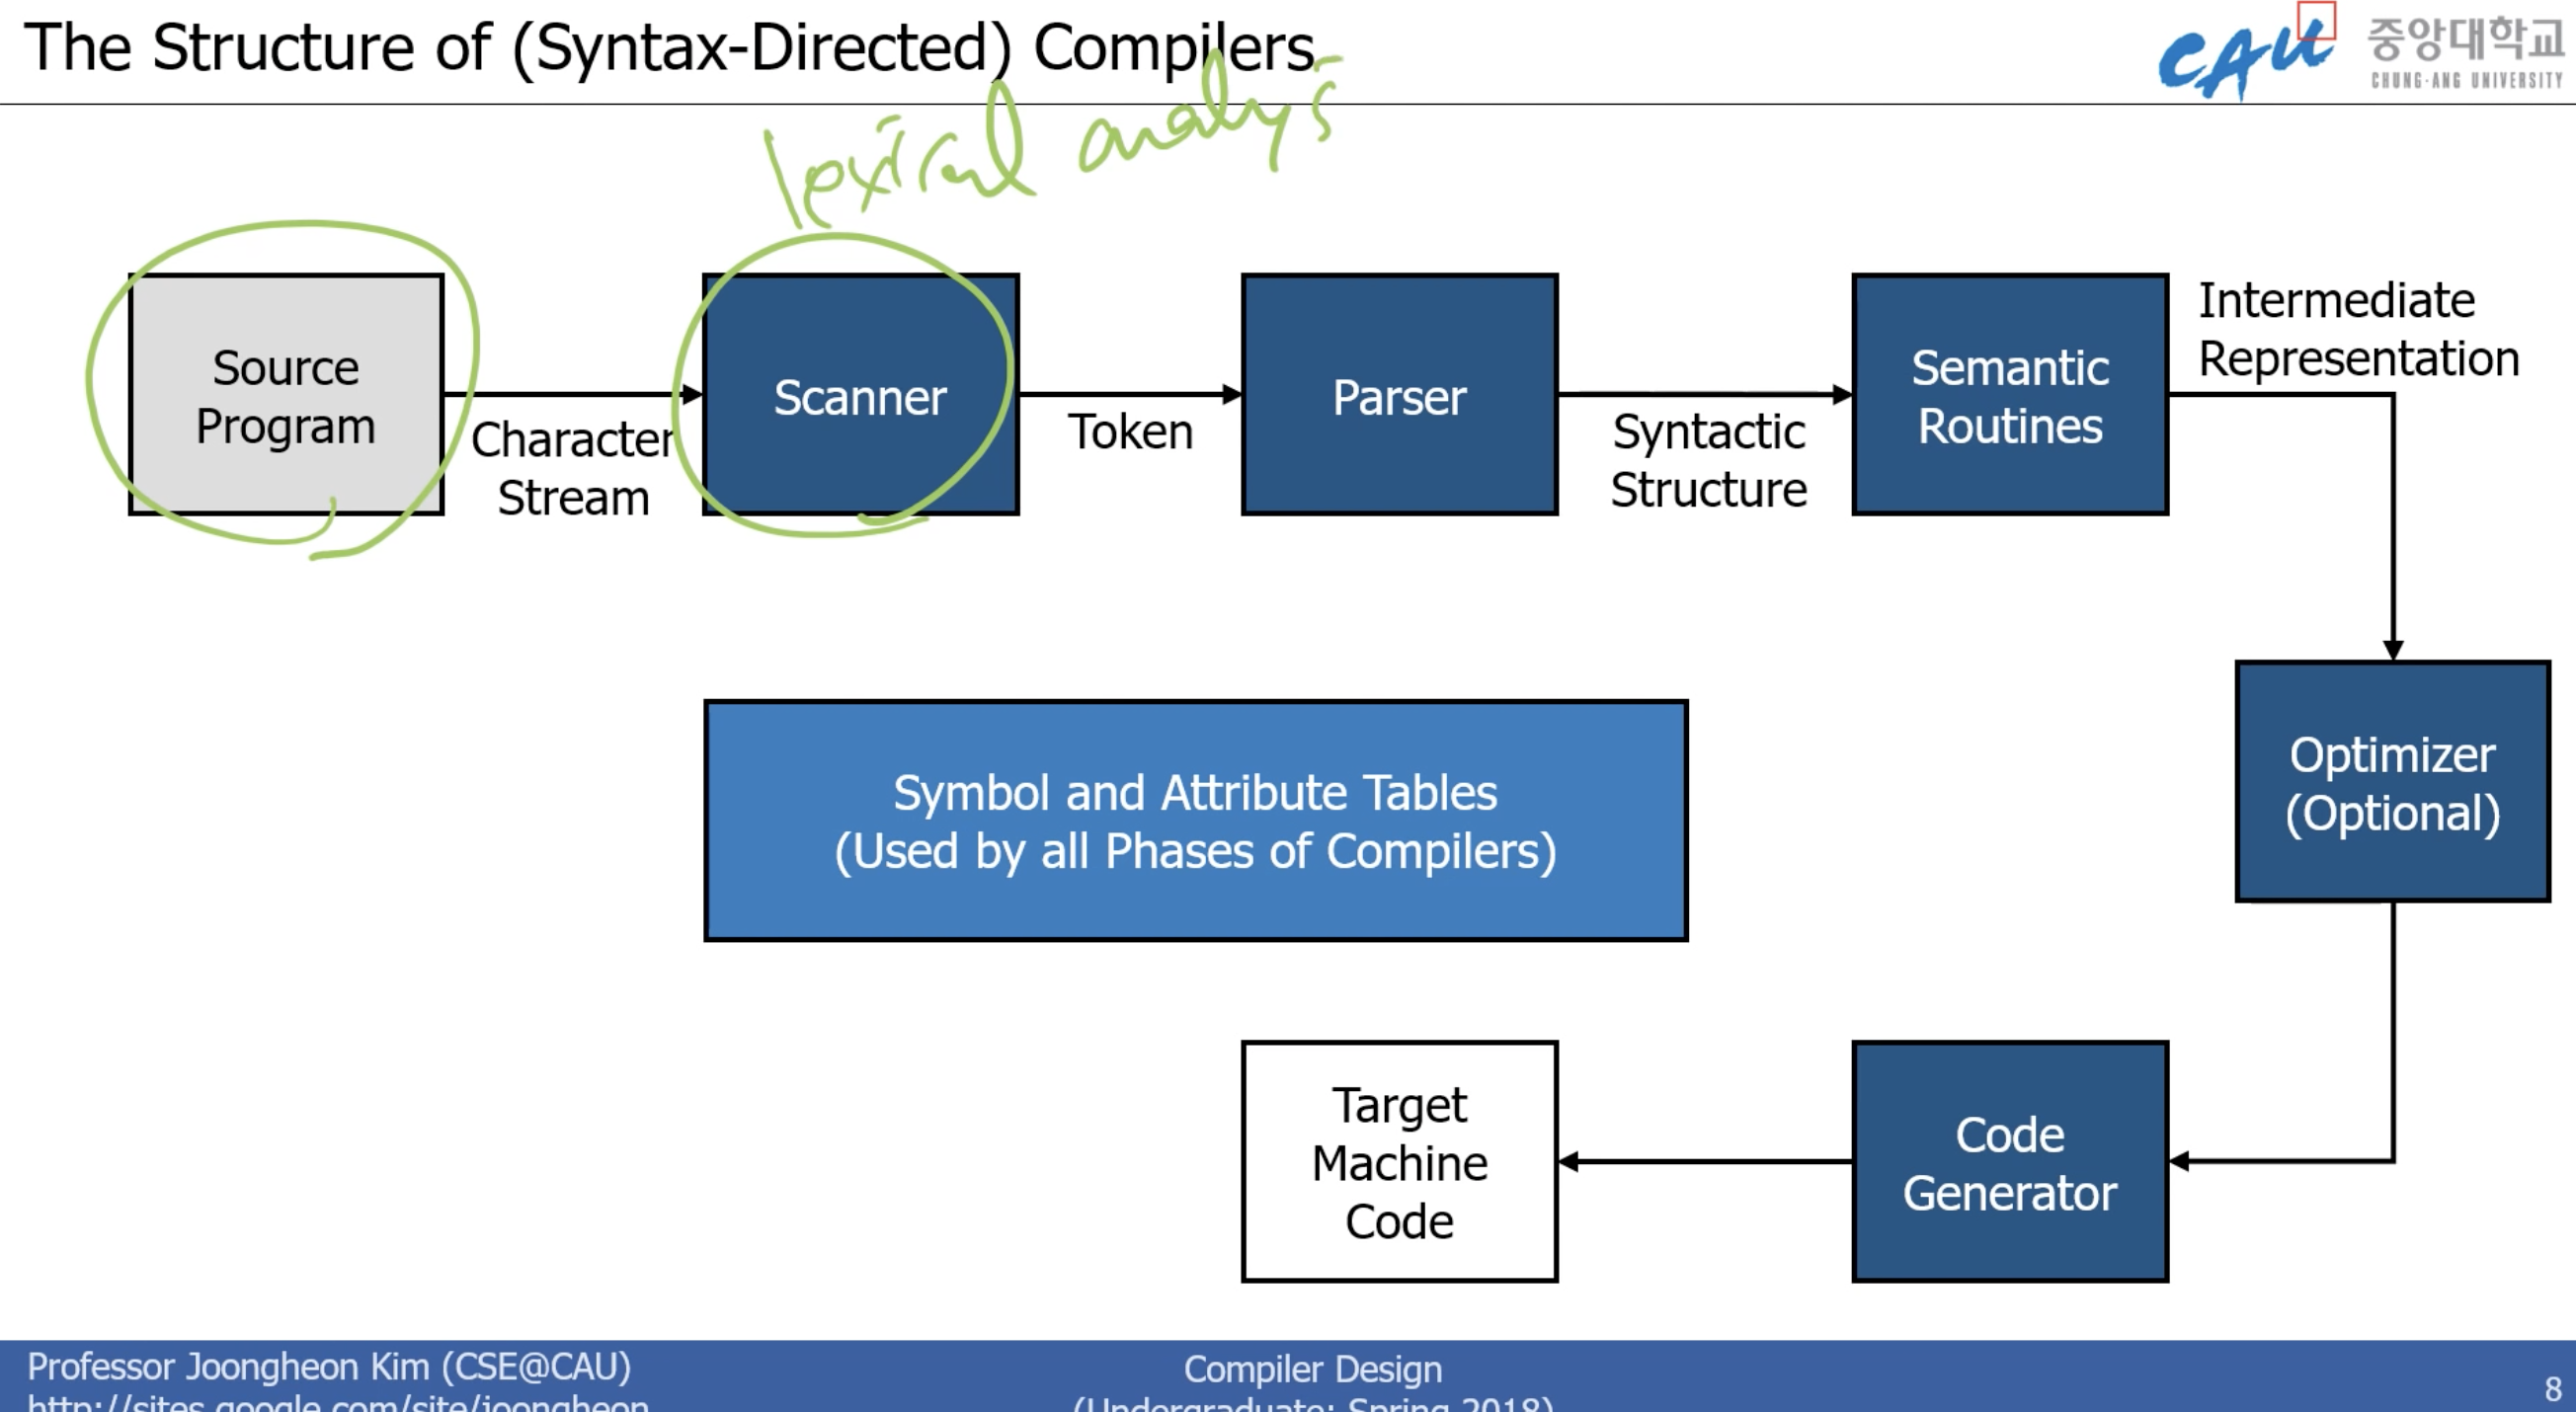 The Structure of (Syntax-Directed) Compilers
CAU 중앙대학교
CHUNG-ANG UNIVERSITY
lexical analysis
Source
Program
Character
Stream
Scanner
Token
Parser
Syntactic
Structure
Semantic
Routines
Intermediate
Representation
Optimizer
(Optional)
Symbol and Attribute Tables
(Used by all Phases of Compilers)
Code
Generator
Target
Machine
Code
Professor Joongheon Kim (CSE@CAU)
http://sites.google.com/site/joongheon
Compiler Design
(Undergraduate: Spring 2018)
8